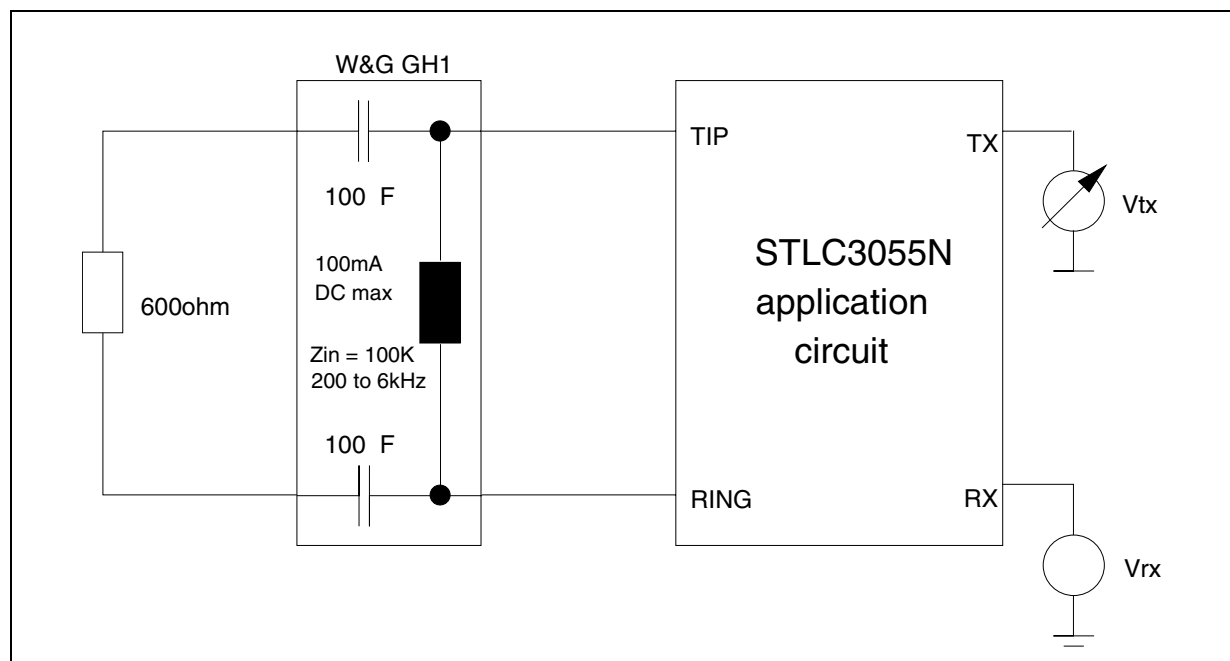 W&G GH1
TIP
TX
100 F
Vtx
100mA
DC max
STLC3055N
application
circuit
600ohm
Zin = 100K
200 to 6kHz
100 F
RING
RX
Vrx